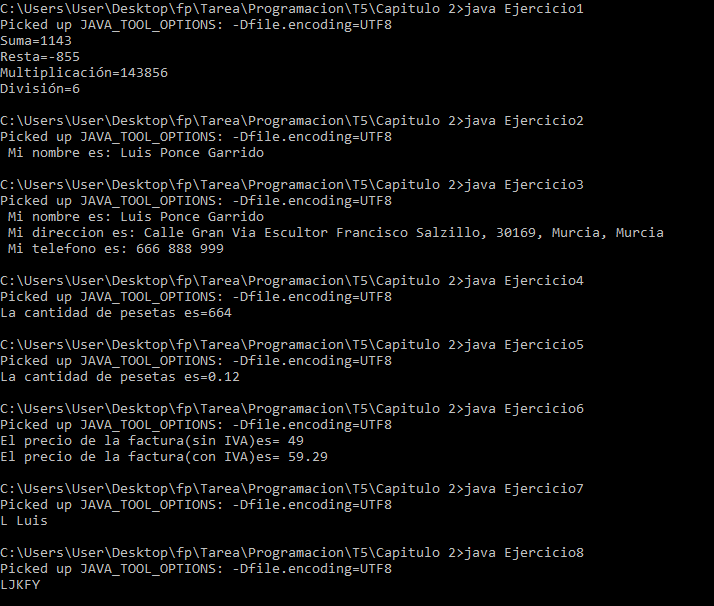 C:\Users\User\Desktop\fp\Tarea\Programacion\T5\Capitulo 2>java Ejercicio1
Picked up JAVA_TOOL_OPTIONS: -Dfile.encoding=UTF8
Suma=1143
Resta=-855
Multiplicación=143856
División=6
C:\Users\User\Desktop\fp\Tarea\Programacion\T5\Capitulo 2>java Ejercicio2
Picked up JAVA_TOOL_OPTIONS: -Dfile.encoding=UTF8
Mi nombre es: Luis Ponce Garrido
C:\Users\User\Desktop\fp\Tarea\Programacion\T5\Capitulo 2>java Ejercicio3
Picked up JAVA_TOOL_OPTIONS: -Dfile.encoding=UTF8
Mi nombre es: Luis Ponce Garrido
Mi direccion es: Calle Gran Via Escultor Francisco Salzillo, 30169, Murcia, Murcia
Mi telefono es: 666 888 999
C:\Users\User\Desktop\fp\Tarea\Programacion\T5\Capitulo 2>java Ejercicio4
Picked up JAVA_TOOL_OPTIONS: -Dfile.encoding=UTF8
La cantidad de pesetas es=664
C:\Users\User\Desktop\fp\Tarea\Programacion\T5\Capitulo 2>java Ejercicio5
Picked up JAVA_TOOL_OPTIONS: -Dfile.encoding=UTF8
La cantidad de pesetas es=0.12
C:\Users\User\Desktop\fp\Tarea\Programacion\T5\Capitulo 2>java Ejercicio6
Picked up JAVA_TOOL_OPTIONS: -Dfile.encoding=UTF8
El precio de la factura(sin IVA)es= 49
El precio de la factura(con IVA)es= 59.29
C:\Users\User\Desktop\fp\Tarea\Programacion\T5\Capitulo 2>java Ejercicio7
Picked up JAVA_TOOL_OPTIONS: -Dfile.encoding=UTF8
L Luis
C:\Users\User\Desktop\fp\Tarea\Programacion\T5\Capitulo 2>java Ejercicio8
Picked up JAVA_TOOL_OPTIONS: -Dfile.encoding=UTF8
LJKFY